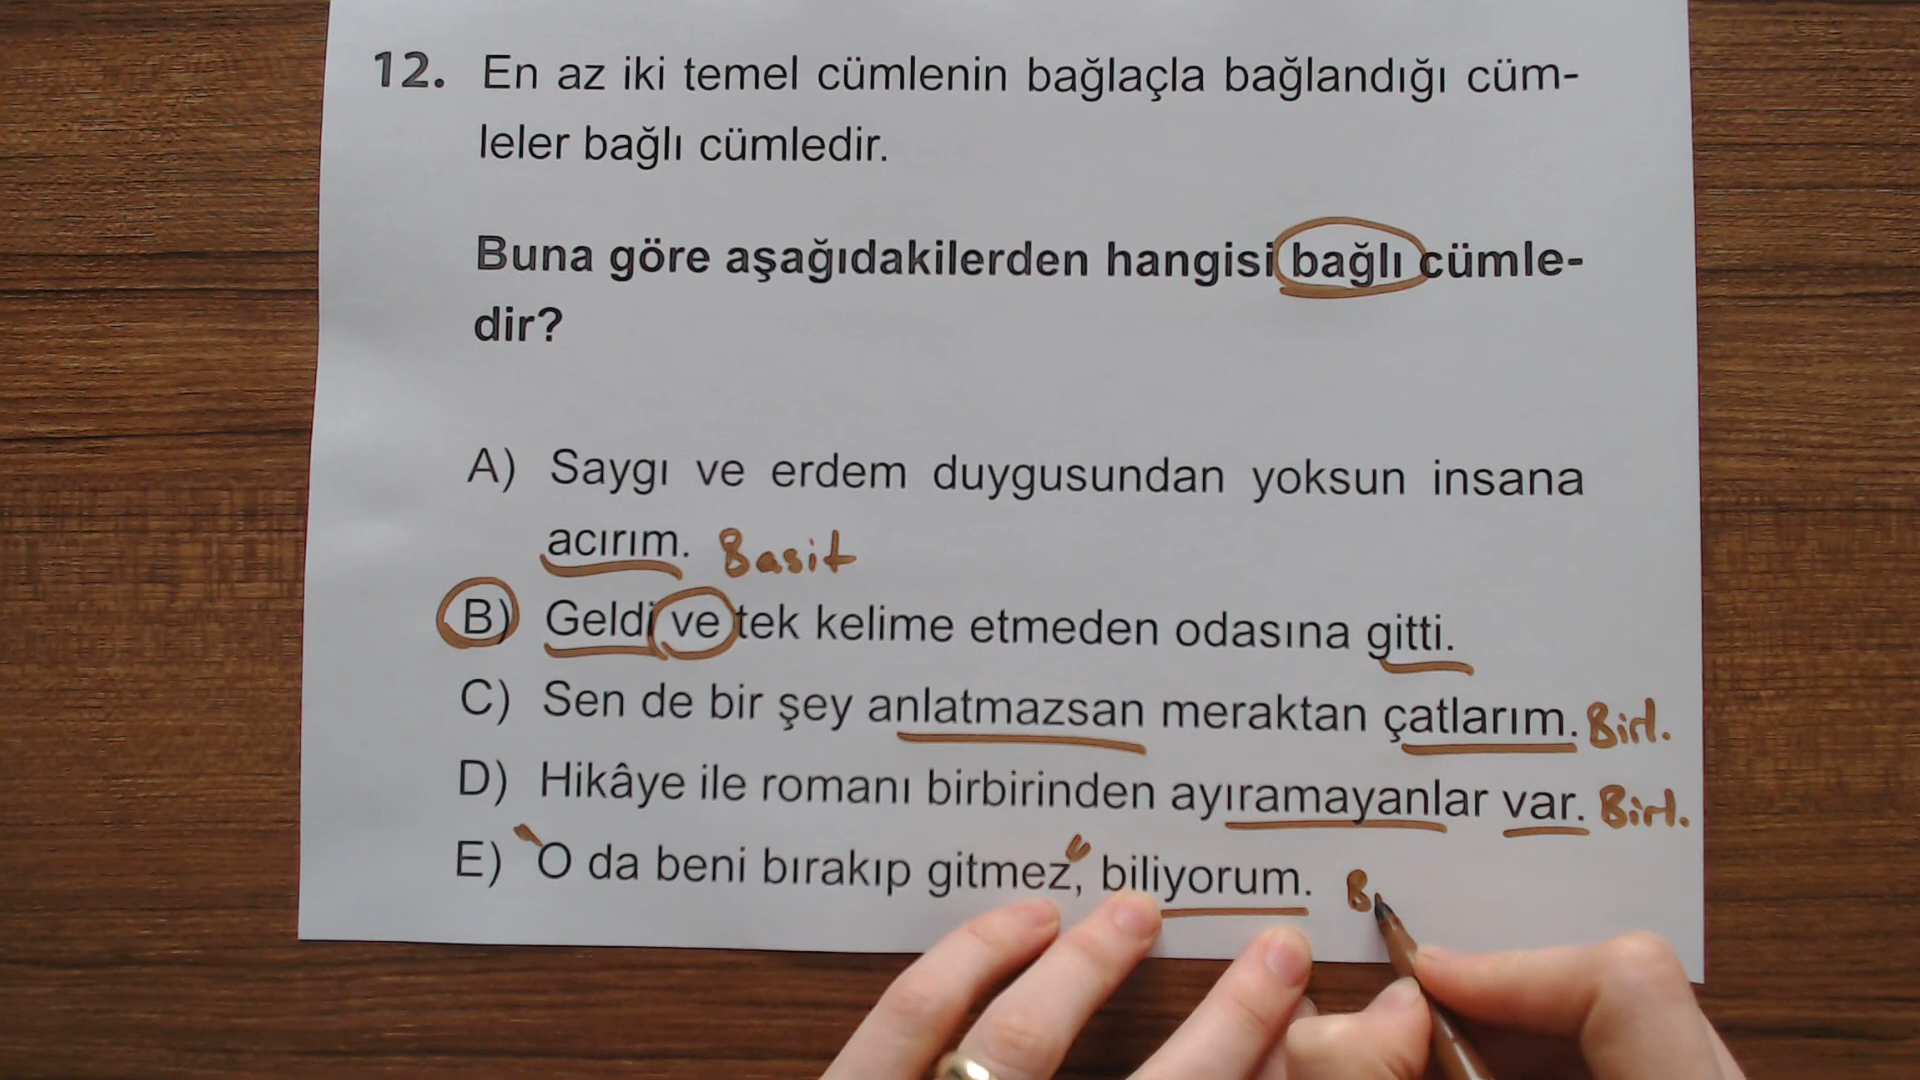 12. En az iki temel cümlenin bağlaçla bağlandığı cüm-
leler bağlı cümledir.
Buna göre aşağıdakilerden hangisi bağlı cümle-
dir?
A) Saygı ve erdem duygusundan yoksun insana
acırım. Basit
B) Geldi ve tek kelime etmeden odasına gitti.
C) Sen de bir şey anlatmazsan meraktan çatlarım. Birl.
D) Hikâye ile romanı birbirinden ayıramayanlar var. Birl.
E) "O da beni bırakıp gitmez", biliyorum. B